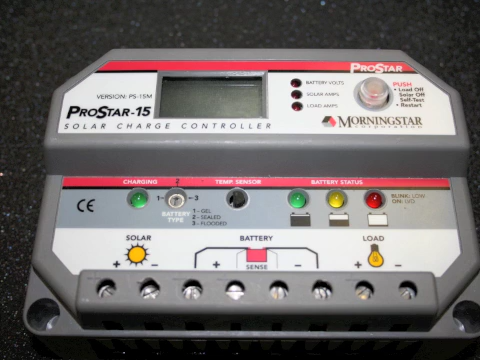 PROSTAR
VERSION: PS-15M
PROSTAR-15
SOLAR CHARGE CONTROLLER
BATTERY VOLTS
SOLAR AMPS
LOAD AMPS
PUSH
• Load Off
Solar Off
Self-Test
• Restart
MORNINGSTAR
corporation
CHARGING
TEMP. SENSOR
BATTERY STATUS
CE
2
1
3
BATTERY
TYPE
1 - GEL
2 - SEALED
3 - FLOODED
BLINK: LOW
ON: LVD
SOLAR
BATTERY
LOAD
+ -
+ SENSE -
+ -